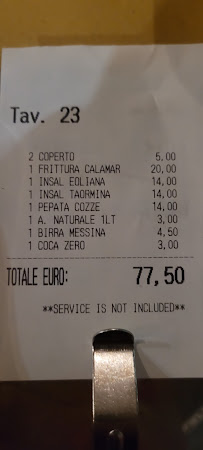 Tav. 23
2 COPERTO 5,00
1 FRITTURA CALAMAR 20,00
1 INSAL EOLIANA 14,00
1 INSAL TAORMINA 14,00
1 PEPATA COZZE 14,00
1 A. NATURALE 1LT 3,00
1 BIRRA MESSINA 4,50
1 COCA ZERO 3,00
TOTALE EURO: 77,50
**SERVICE IS NOT INCLUDED**